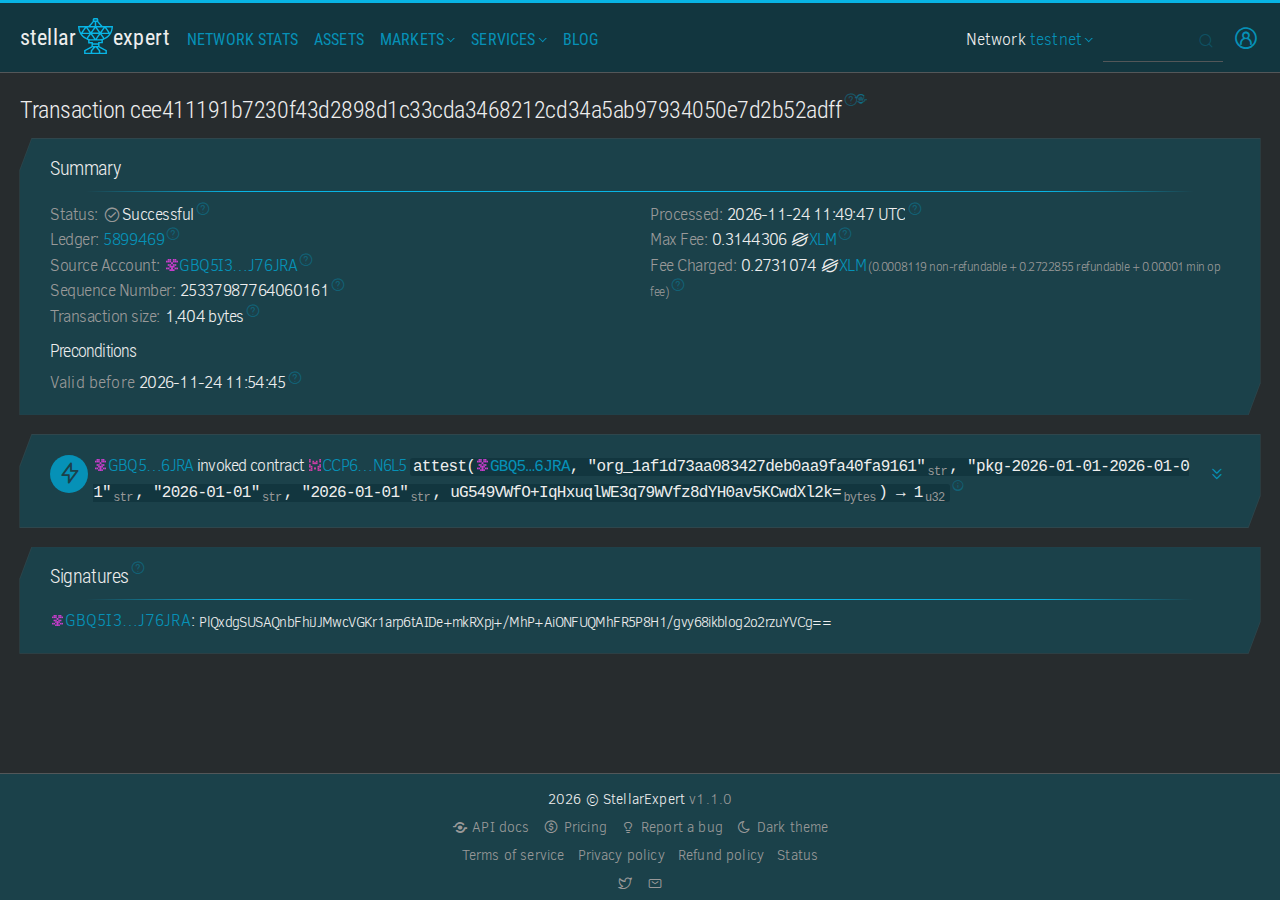 stellar expert NETWORK STATS ASSETS MARKETS SERVICES BLOG Network testnet
Transaction cee411191b7230f43d2898d1c33cda3468212cd34a5ab97934050e7d2b52adff
Summary
Status: Successful
Ledger: 5899469
Source Account: GBQ5I3…J76JRA
Sequence Number: 25337987764060161
Transaction size: 1,404 bytes
Processed: 2026-11-24 11:49:47 UTC
Max Fee: 0.3144306 XLM
Fee Charged: 0.2731074 XLM (0.0008119 non-refundable + 0.2722855 refundable + 0.00001 min op
fee)
Preconditions
Valid before 2026-11-24 11:54:45
GBQ5…6JRA invoked contract CCP6…N6L5 attest(GBQ5…6JRA, "org_1af1d73aa083427deb0aa9fa40fa9161"str, "pkg-2026-01-01-2026-01-0
1"str, "2026-01-01"str, "2026-01-01"str, uG549VWfO+IqHxuqlWE3q79WVfz8dYH0av5KCwdXl2k=bytes) → 1u32
Signatures
GBQ5I3…J76JRA: PlQxdgSUSAQnbFhiJJMwcVGKr1arp6tAIDe+mkRXpj+/MhP+AiONFUQMhFR5P8H1/gvy68ikblog2o2rzuYVCg==
2026 © StellarExpert v1.1.0
API docs Pricing Report a bug Dark theme
Terms of service Privacy policy Refund policy Status